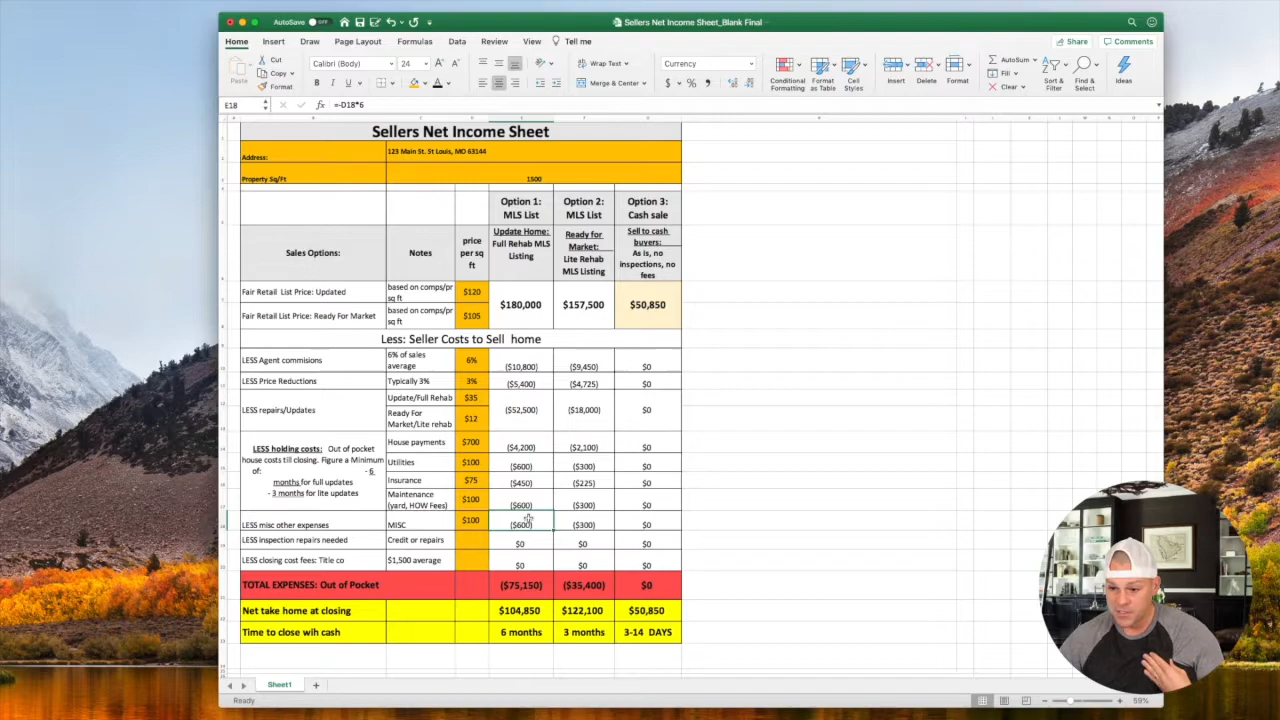 AutoSave OFF
Sellers Net Income Sheet_Blank Final
Home Insert Draw Page Layout Formulas Data Review View Tell me
Share Comments
Paste
Cut
Copy
Format
Calibri (Body) 24
Wrap Text
Merge & Center
Currency
Conditional Formatting
Format as Table
Cell Styles
Insert Delete Format
AutoSum
Fill
Clear
Sort & Filter
Find & Select
Ideas
E18 fx =-D18*6
Sellers Net Income Sheet
Address: 123 Main St. St Louis, MO 63144
Property Sq/Ft 1500
Option 1: MLS List
Option 2: MLS List
Option 3: Cash sale
Sales Options:
Notes
price per sq ft
Update Home: Full Rehab MLS Listing
Ready for Market: Lite Rehab MLS Listing
Sell to cash buyers: As Is, no inspections, no fees
Fair Retail List Price: Updated based on comps/pr sq ft $120
$180,000 $157,500 $50,850
Fair Retail List Price: Ready For Market based on comps/pr sq ft $105
Less: Seller Costs to Sell home
LESS Agent commisions 6% of sales average 6% ($10,800) ($9,450) $0
LESS Price Reductions Typically 3% 3% ($5,400) ($4,725) $0
LESS repairs/Updates Update/Full Rehab $35 ($52,500) ($18,000) $0
Ready For Market/Lite rehab $12
LESS holding costs: Out of pocket
house costs till closing. Figure a Minimum
of: - 6
months for full updates
- 3 months for lite updates
House payments $700 ($4,200) ($2,100) $0
Utilities $100 ($600) ($300) $0
Insurance $75 ($450) ($225) $0
Maintenance (yard, HOW Fees) $100 ($600) ($300) $0
LESS misc other expenses MISC $100 ($600) ($300) $0
LESS inspection repairs needed Credit or repairs $0 $0 $0
LESS closing cost fees: Title co $1,500 average $0 $0 $0
TOTAL EXPENSES: Out of Pocket ($75,150) ($35,400) $0
Net take home at closing $104,850 $122,100 $50,850
Time to close wih cash 6 months 3 months 3-14 DAYS
Sheet1
Ready
59%